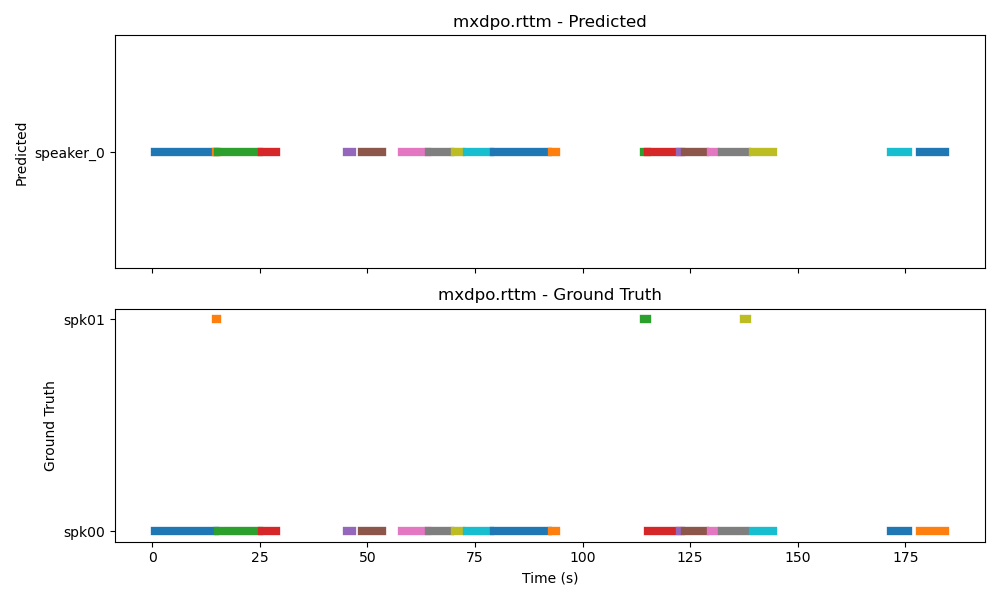 mxdpo.rttm - Predicted
Predicted
speaker_0
mxdpo.rttm - Ground Truth
Ground Truth
spk01
spk00
0 25 50 75 100 125 150 175
Time (s)